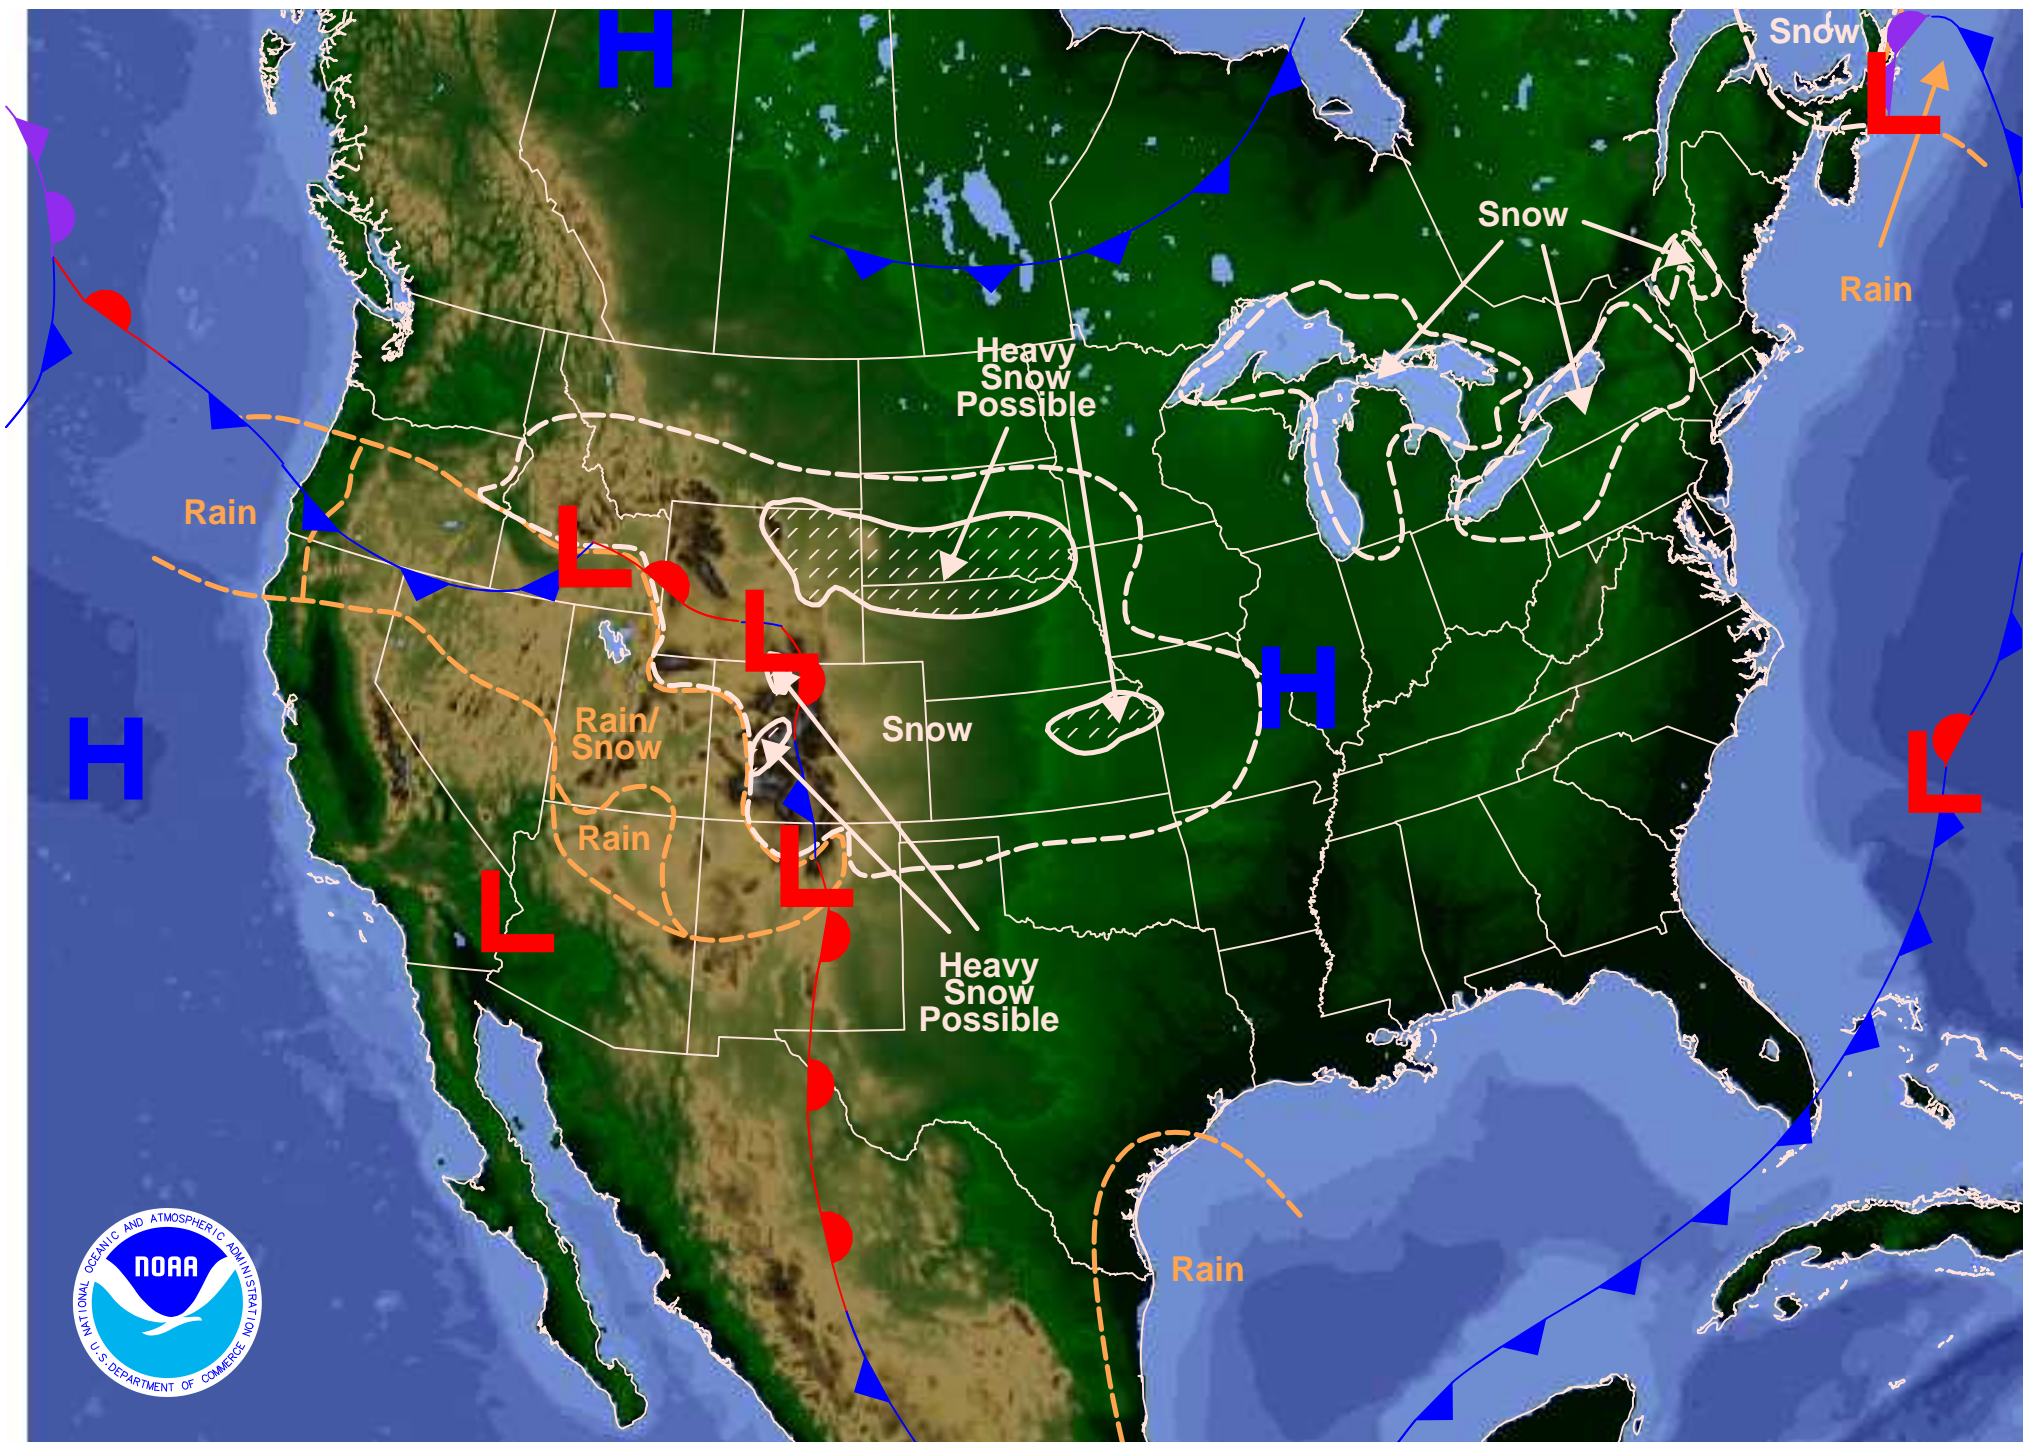 H
Snow
L
Snow
Rain
Heavy
Snow
Possible
Rain
L
L
H
Rain/
Snow
Snow
H
L
Rain
L
L
Heavy
Snow
Possible
Rain
NOAA
NATIONAL OCEANIC AND ATMOSPHERIC ADMINISTRATION
U.S. DEPARTMENT OF COMMERCE